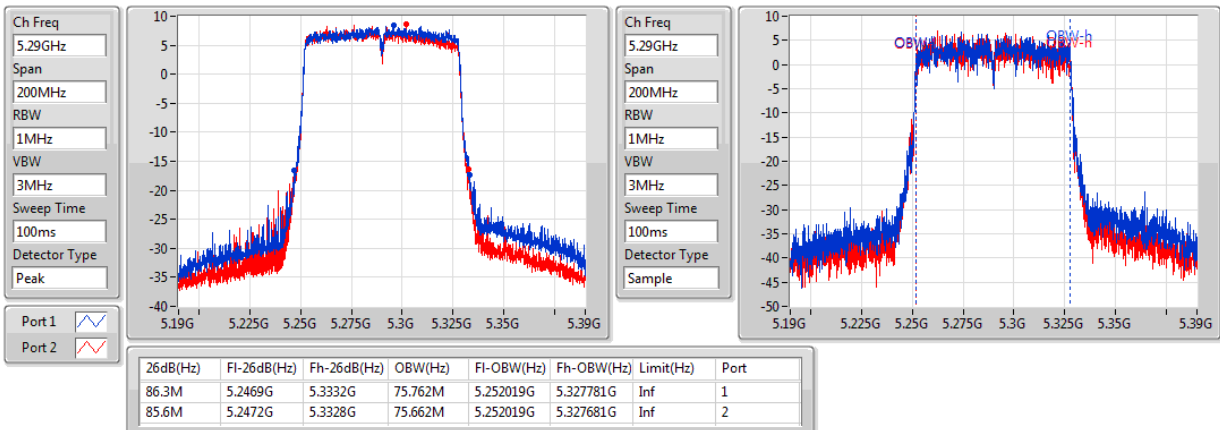 Ch Freq
5.29GHz
Span
200MHz
RBW
1MHz
VBW
3MHz
Sweep Time
100ms
Detector Type
Peak
Port 1
Port 2
10
5
0
-5
-10
-15
-20
-25
-30
-35
-40
5.19G 5.225G 5.25G 5.275G 5.3G 5.325G 5.35G 5.39G
Ch Freq
5.29GHz
Span
200MHz
RBW
1MHz
VBW
3MHz
Sweep Time
100ms
Detector Type
Sample
10
5
0
-5
-10
-15
-20
-25
-30
-35
-40
-45
-50
OBW-h
OBW-h
5.19G 5.225G 5.25G 5.275G 5.3G 5.325G 5.35G 5.39G
26dB(Hz) Fl-26dB(Hz) Fh-26dB(Hz) OBW(Hz) Fl-OBW(Hz) Fh-OBW(Hz) Limit(Hz) Port
86.3M 5.2469G 5.3332G 75.762M 5.252019G 5.327781G Inf 1
85.6M 5.2472G 5.3328G 75.662M 5.252019G 5.327681G Inf 2